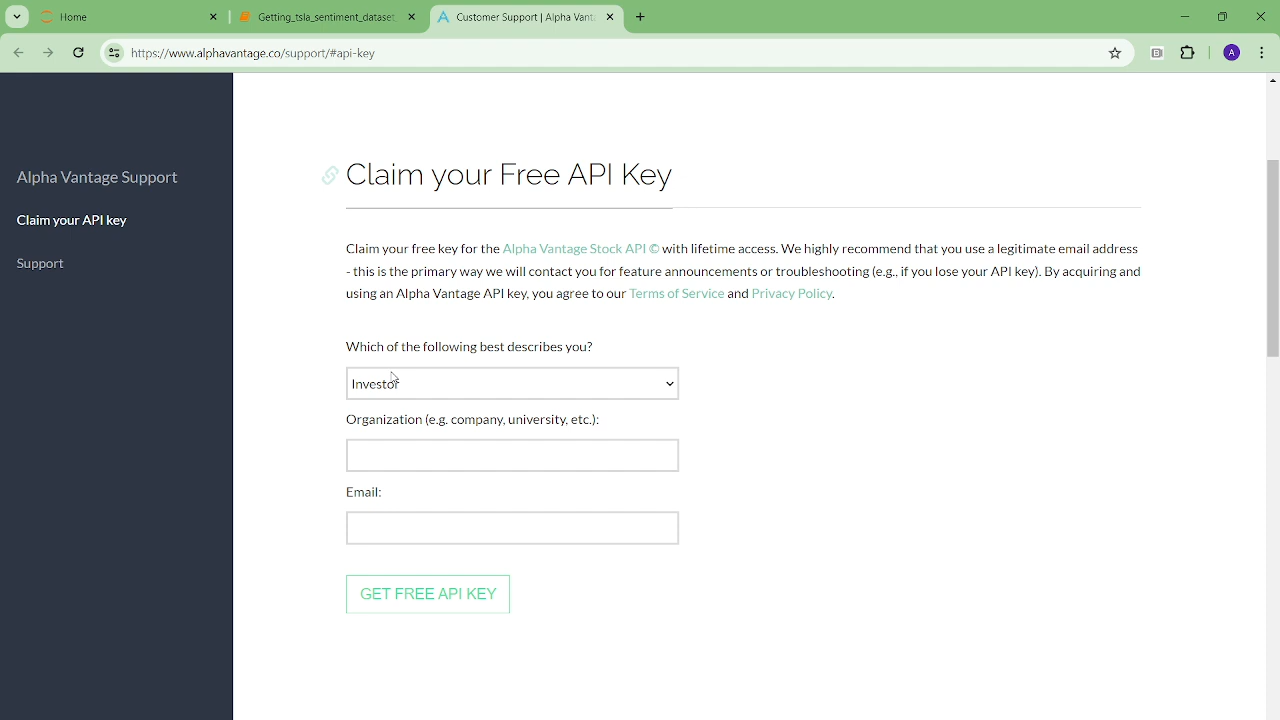 Home
Getting_tsla_sentiment_dataset.
Customer Support | Alpha Vant
https://www.alphavantage.co/support/#api-key
A
Alpha Vantage Support
Claim your API key
Support
Claim your Free API Key
Claim your free key for the Alpha Vantage Stock API © with lifetime access. We highly recommend that you use a legitimate email address
- this is the primary way we will contact you for feature announcements or troubleshooting (e.g., if you lose your API key). By acquiring and
using an Alpha Vantage API key, you agree to our Terms of Service and Privacy Policy.
Which of the following best describes you?
Investor
Organization (e.g. company, university, etc.):
Email:
GET FREE API KEY